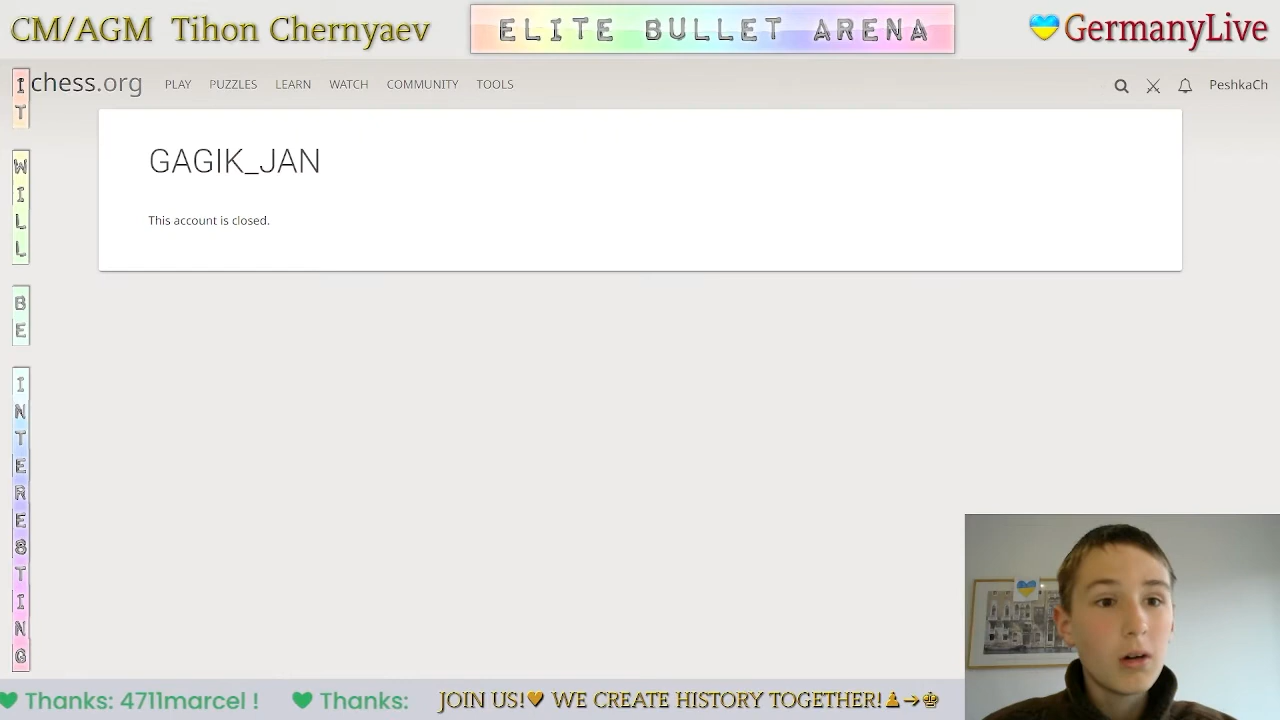 CM/AGM Tihon Chernyaev
ELITE BULLET ARENA
GermanyLive
chess.org
PLAY PUZZLES LEARN WATCH COMMUNITY TOOLS
PeshkaCh
IT WILL BE INTERESTING
GAGIK_JAN
This account is closed.
Thanks: 4711marcel ! Thanks:
JOIN US! WE CREATE HISTORY TOGETHER!